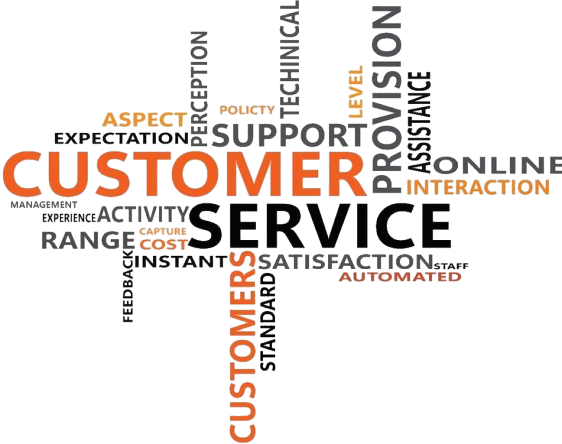 TECHINICAL
PROVISION
PERCEPTION
LEVEL
ASSISTANCE
POLICTY
ASPECT
SUPPORT
EXPECTATION
ONLINE
CUSTOMER
INTERACTION
MANAGEMENT
EXPERIENCE
ACTIVITY
SERVICE
CAPTURE
RANGE
COST
INSTANT
SATISFACTION
STAFF
AUTOMATED
FEEDBACK
CUSTOMERS
STANDARD